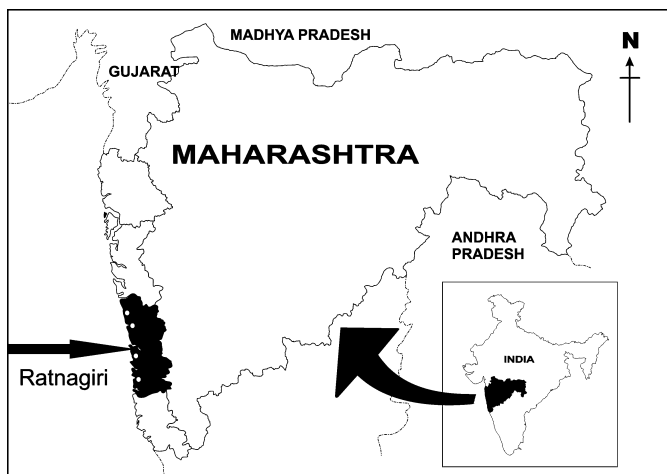 MADHYA PRADESH
N
GUJARAT
MAHARASHTRA
ANDHRA
PRADESH
INDIA
Ratnagiri